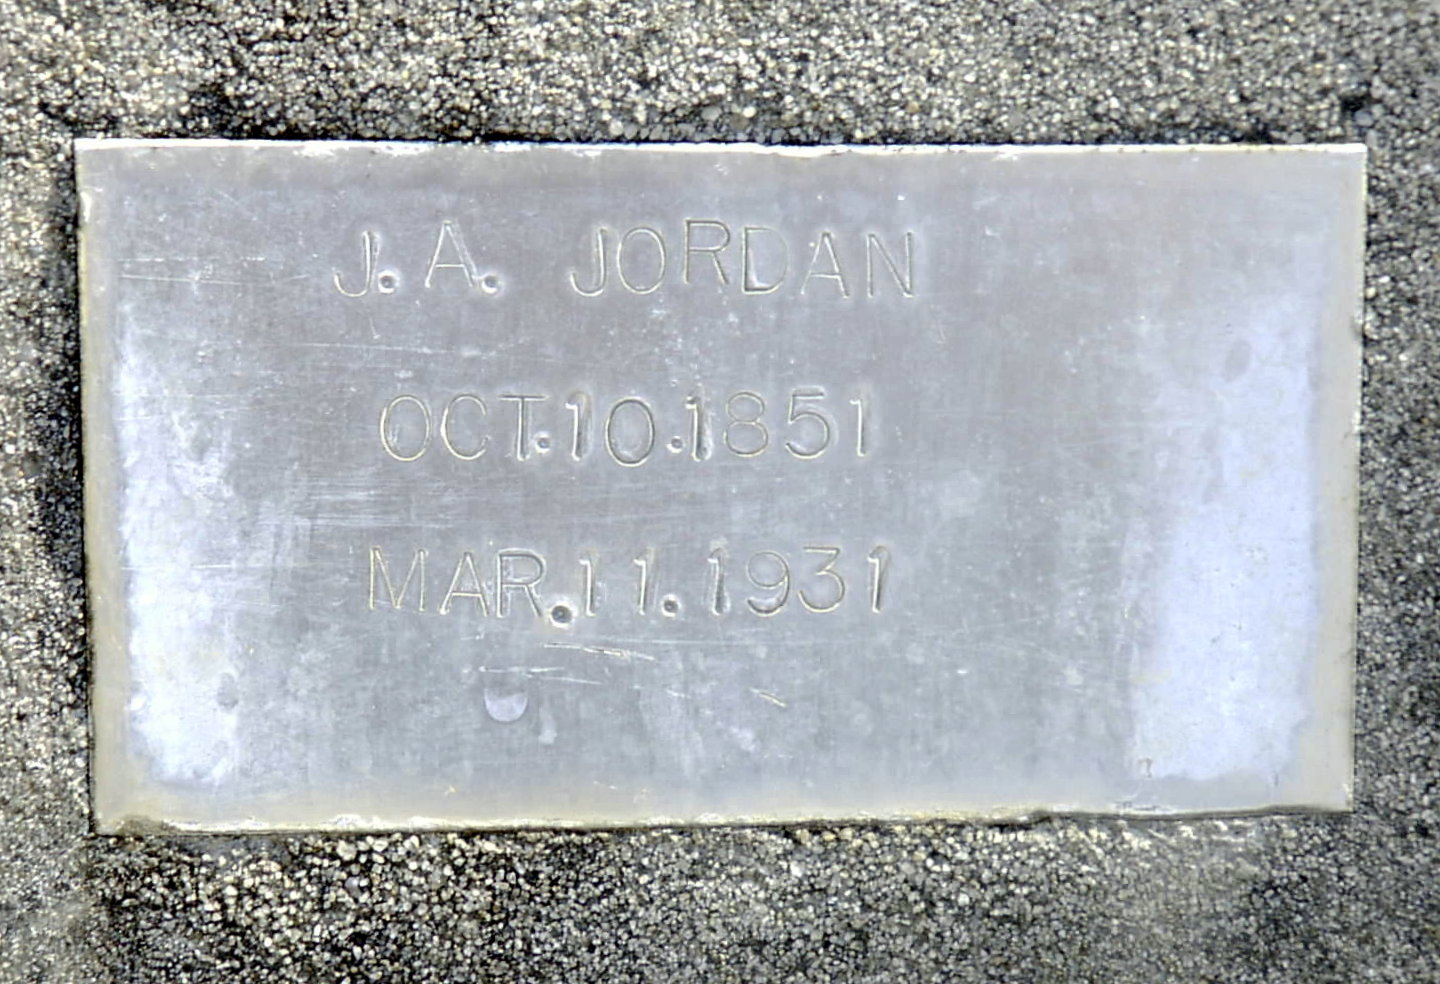 J. A. JORDAN
OCT. 10. 1851
MAR. 11. 1931